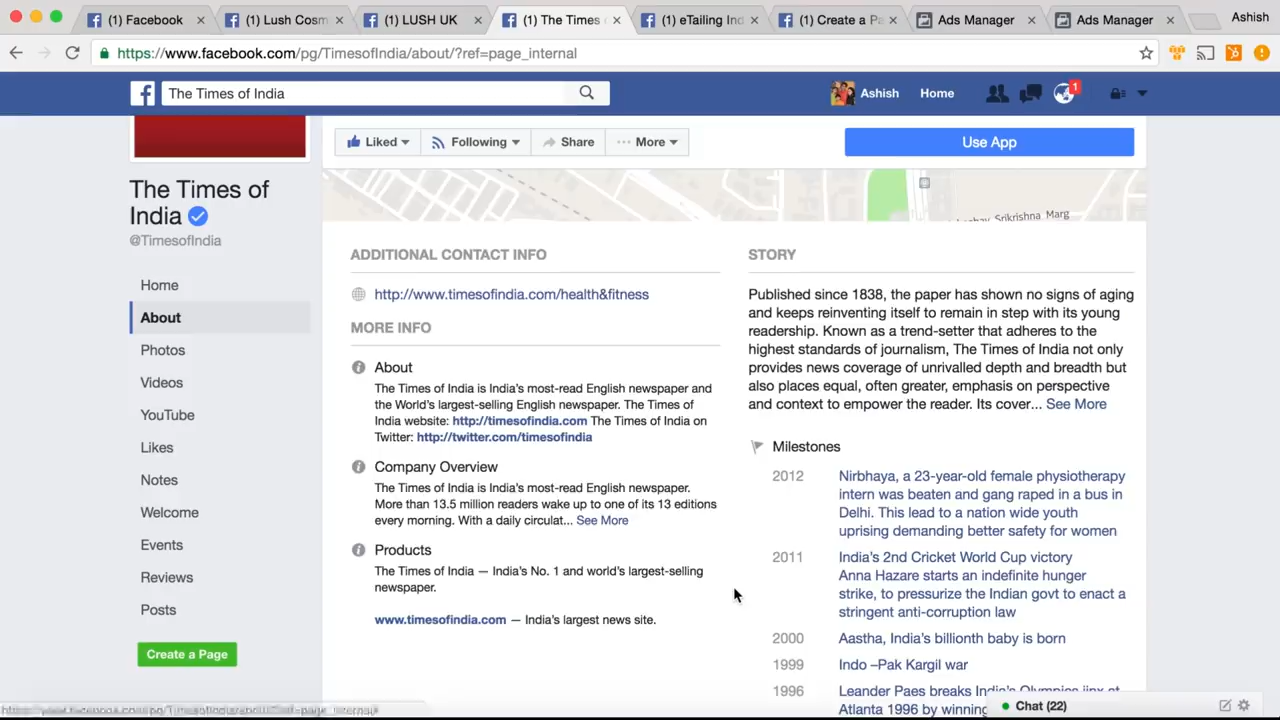 (1) Facebook
(1) Lush Cosm
(1) LUSH UK
(1) The Times
(1) eTailing Ind
(1) Create a Pa
Ads Manager
Ads Manager
Ashish
https://www.facebook.com/pg/TimesofIndia/about/?ref=page_internal
The Times of India
Ashish
Home
1
Liked
Following
Share
More
Use App
The Times of
India
@TimesofIndia
Home
About
Photos
Videos
YouTube
Likes
Notes
Welcome
Events
Reviews
Posts
Create a Page
Srikrishna Marg
ADDITIONAL CONTACT INFO
http://www.timesofindia.com/health&fitness
MORE INFO
About
The Times of India is India's most-read English newspaper and
the World's largest-selling English newspaper. The Times of
India website: http://timesofindia.com The Times of India on
Twitter: http://twitter.com/timesofindia
Company Overview
The Times of India is India's most-read English newspaper.
More than 13.5 million readers wake up to one of its 13 editions
every morning. With a daily circulat... See More
Products
The Times of India — India's No. 1 and world's largest-selling
newspaper.
www.timesofindia.com — India's largest news site.
STORY
Published since 1838, the paper has shown no signs of aging
and keeps reinventing itself to remain in step with its young
readership. Known as a trend-setter that adheres to the
highest standards of journalism, The Times of India not only
provides news coverage of unrivalled depth and breadth but
also places equal, often greater, emphasis on perspective
and context to empower the reader. Its cover... See More
Milestones
2012 Nirbhaya, a 23-year-old female physiotherapy
intern was beaten and gang raped in a bus in
Delhi. This lead to a nation wide youth
uprising demanding better safety for women
2011 India's 2nd Cricket World Cup victory
Anna Hazare starts an indefinite hunger
strike, to pressurize the Indian govt to enact a
stringent anti-corruption law
2000 Aastha, India's billionth baby is born
1999 Indo –Pak Kargil war
1996 Leander Paes breaks India's Olympics jinx at
Atlanta 1996 by winning
Chat (22)